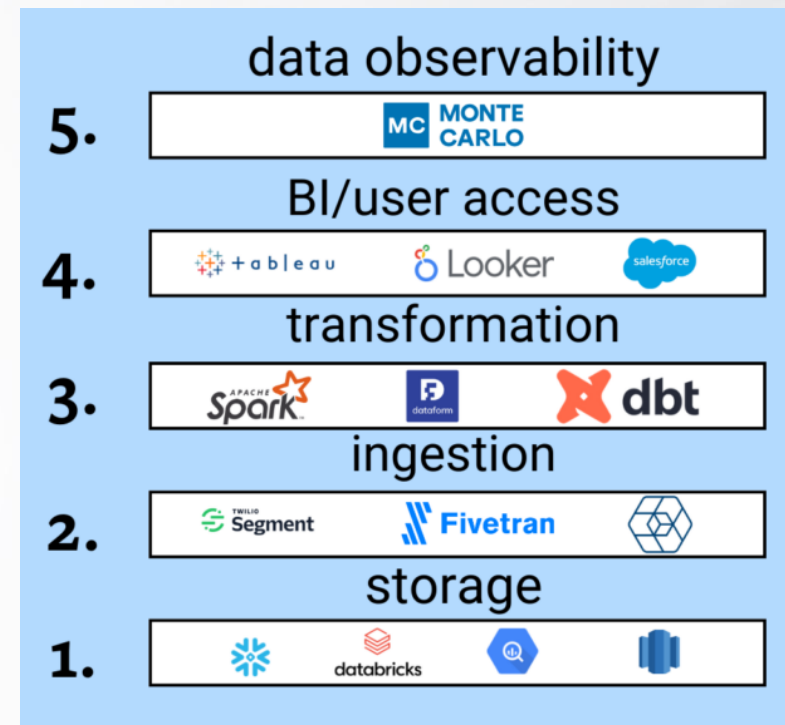 data observability
5.
MC MONTE CARLO
BI/user access
4.
+ a b l e a u Looker salesforce
transformation
3.
APACHE Spark™ dataform dbt
ingestion
2.
TWILIO Segment Fivetran
storage
1.
databricks